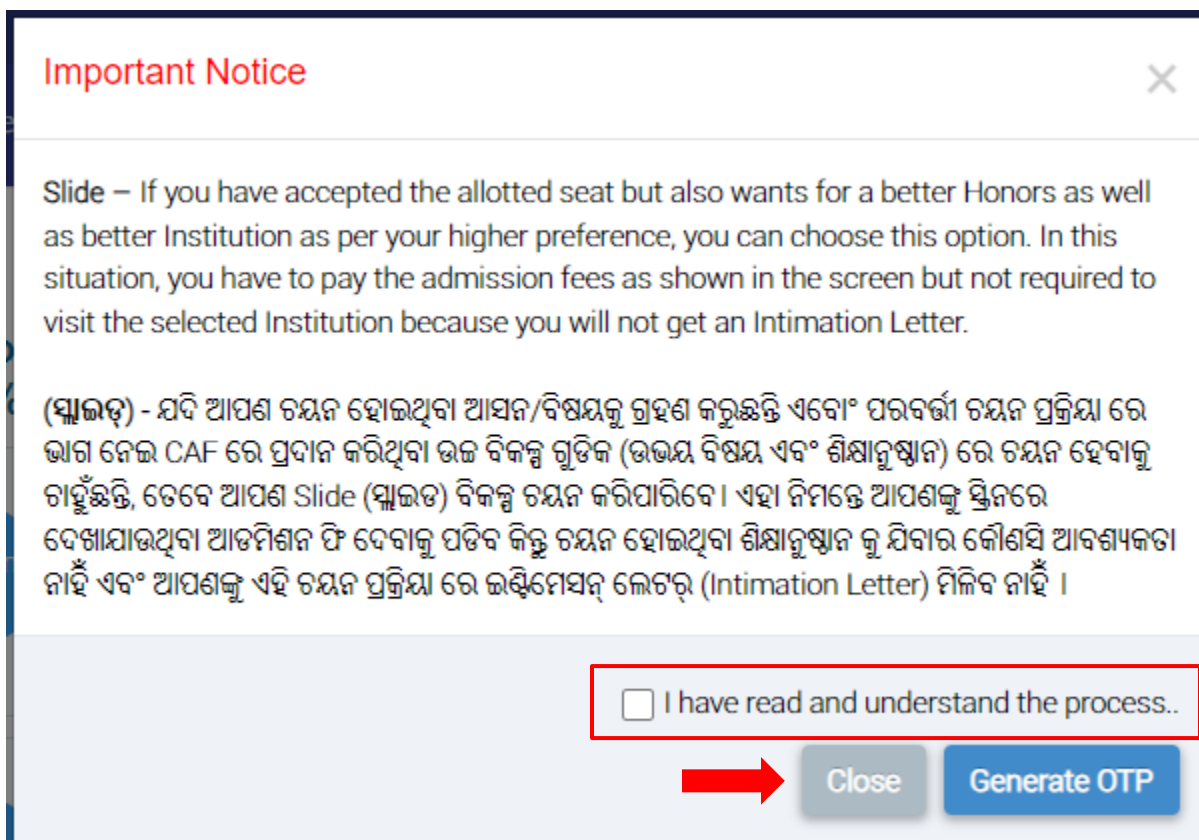 Important Notice
Slide – If you have accepted the allotted seat but also wants for a better Honors as well
as better Institution as per your higher preference, you can choose this option. In this
situation, you have to pay the admission fees as shown in the screen but not required to
visit the selected Institution because you will not get an Intimation Letter.
(ସ୍ଲାଇଡ୍) - ଯଦି ଆପଣ ଚୟନ ହୋଇଥିବା ଆସନ/ବିଷୟକୁ ଗ୍ରହଣ କରୁଛନ୍ତି ଏବୋଂ ପରବର୍ତ୍ତୀ ଚୟନ ପ୍ରକ୍ରିୟା ରେ
ଭାଗ ନେଇ CAF ରେ ପ୍ରଦାନ କରିଥିବା ଉଚ୍ଚ ବିକଳ୍ପ ଗୁଡିକ (ଉଭୟ ବିଷୟ ଏବଂ ଶିକ୍ଷାନୁଷ୍ଠାନ) ରେ ଚୟନ ହେବାକୁ
ଚାହୁଁଛନ୍ତି, ତେବେ ଆପଣ Slide (ସ୍ଲାଇଡ) ବିକଳ୍ପ ଚୟନ କରିପାରିବେ। ଏହା ନିମନ୍ତେ ଆପଣଙ୍କୁ ସ୍କ୍ରିନରେ
ଦେଖାଯାଉଥିବା ଆଡମିଶନ ଫି ଦେବାକୁ ପଡିବ କିନ୍ତୁ ଚୟନ ହୋଇଥିବା ଶିକ୍ଷାନୁଷ୍ଠାନ କୁ ଯିବାର କୌଣସି ଆବଶ୍ୟକତା
ନାହିଁ ଏବଂ ଆପଣଙ୍କୁ ଏହି ଚୟନ ପ୍ରକ୍ରିୟା ରେ ଇଣ୍ଟିମେସନ୍ ଲେଟର୍ (Intimation Letter) ମିଳିବ ନାହିଁ ।
I have read and understand the process..
Close Generate OTP